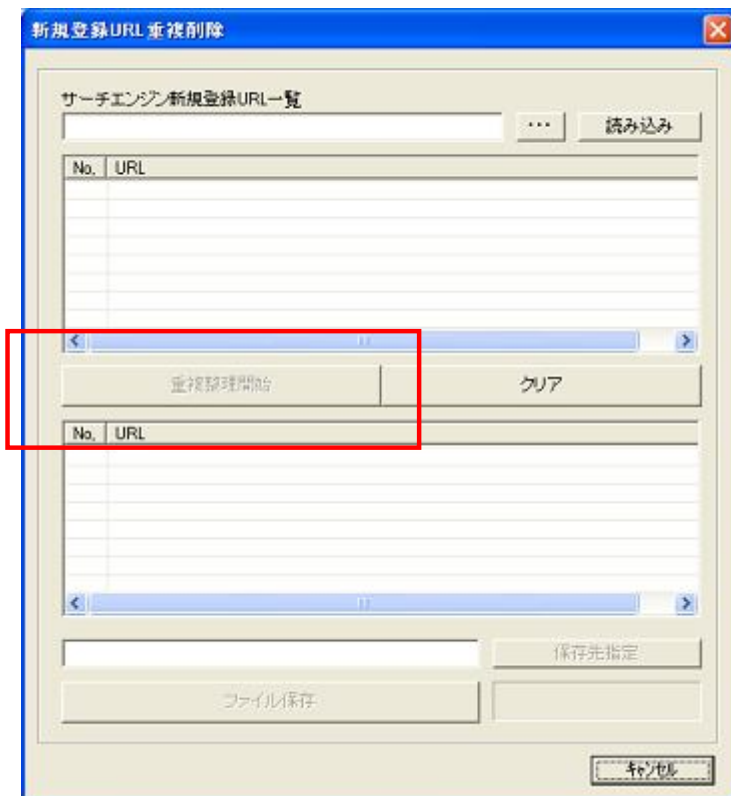 新規登録URL重複削除
サーチエンジン新規登録URL一覧
... 読み込み
No. URL
重複整理開始 クリア
No. URL
保存先指定
ファイル保存
キャンセル